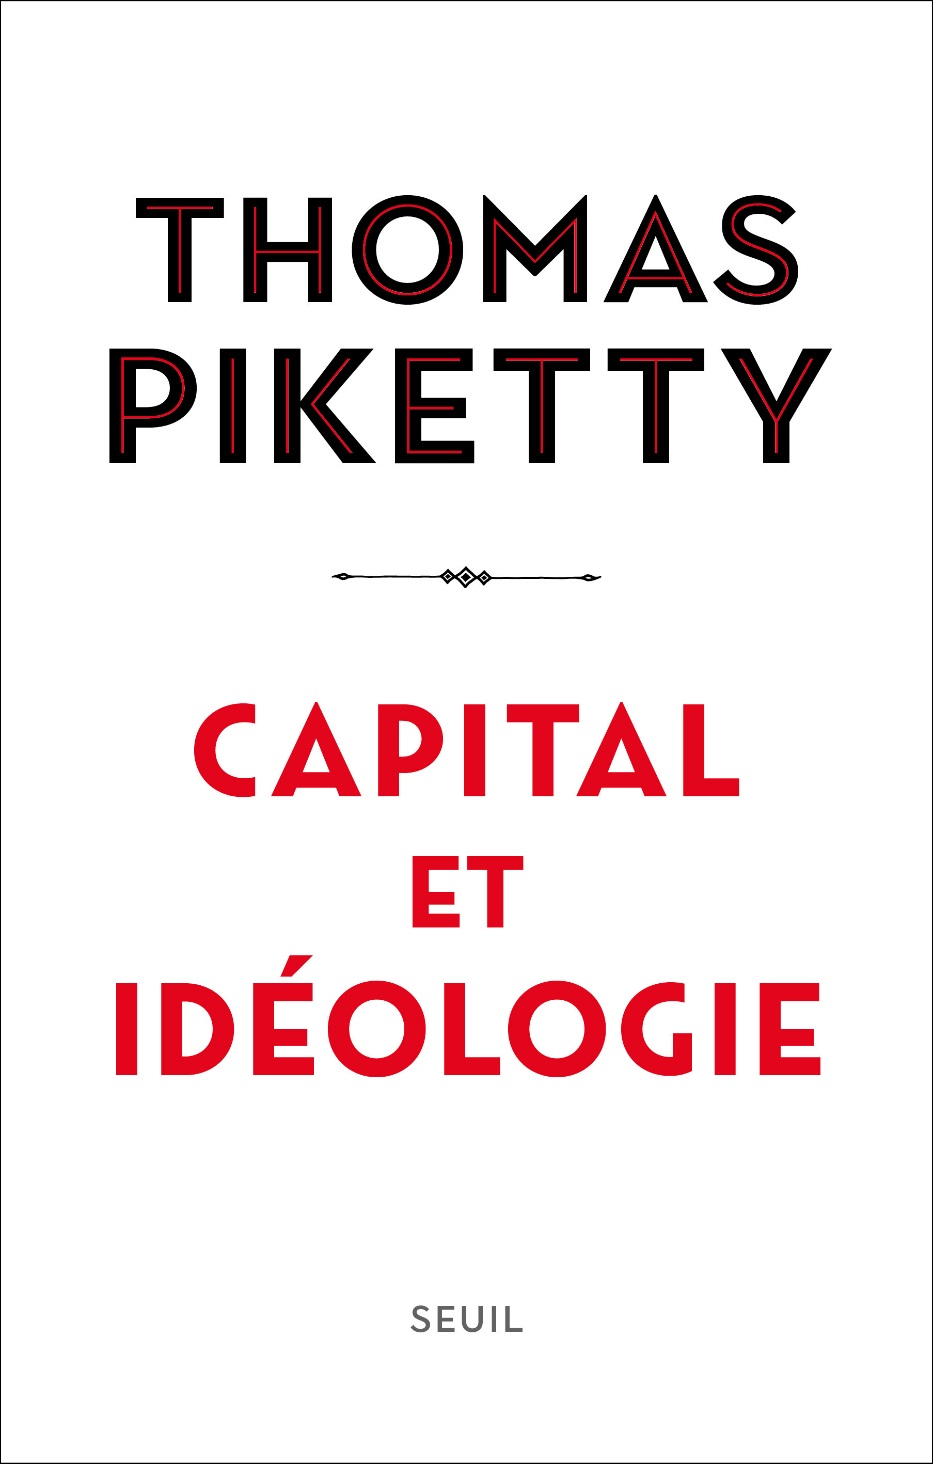 THOMAS
PIKETTY
CAPITAL
ET
IDÉOLOGIE
SEUIL